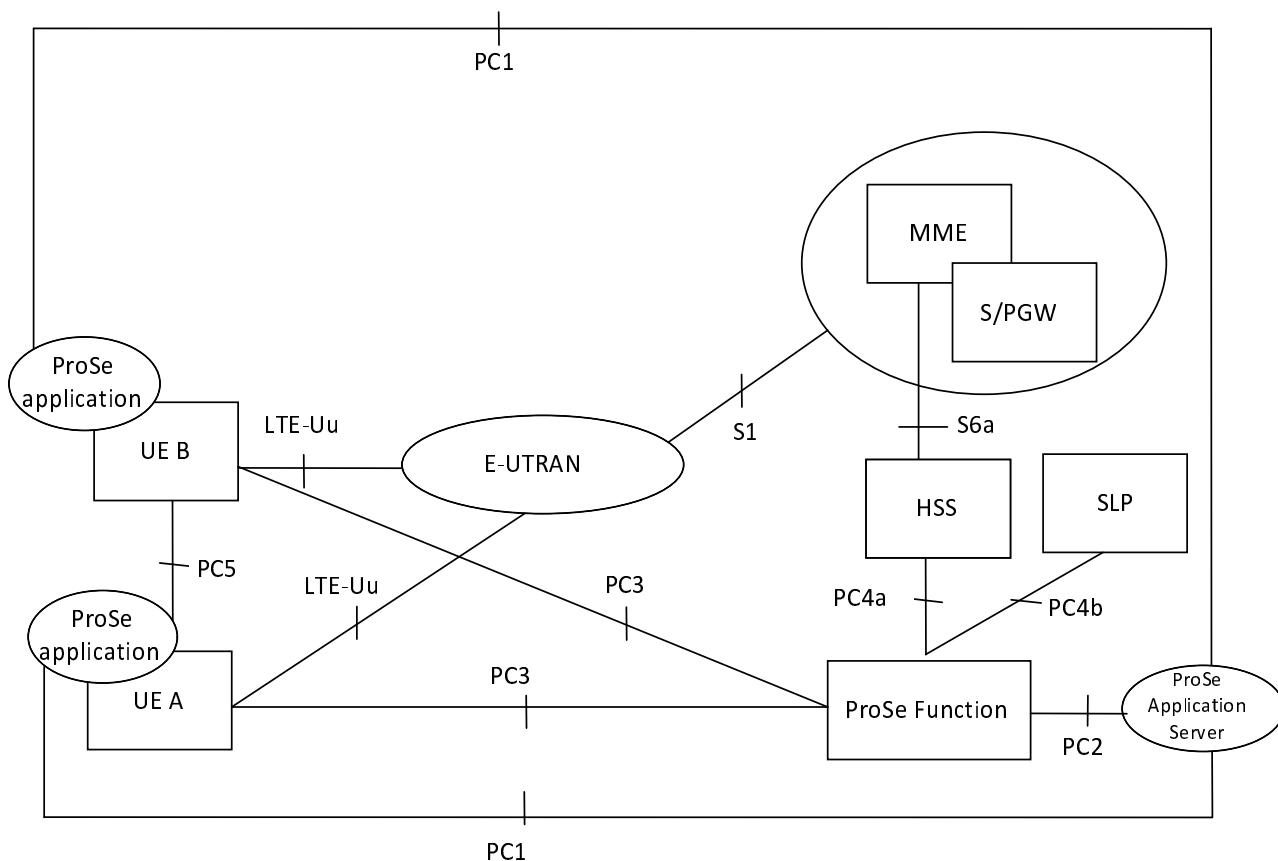 PC1
MME
S/PGW
ProSe
application
UE B
LTE-Uu
E-UTRAN
S1
S6a
HSS
SLP
PC5
LTE-Uu
PC3
PC4a
PC4b
ProSe
application
UE A
PC3
ProSe Function
ProSe
Application
Server
PC2
PC1